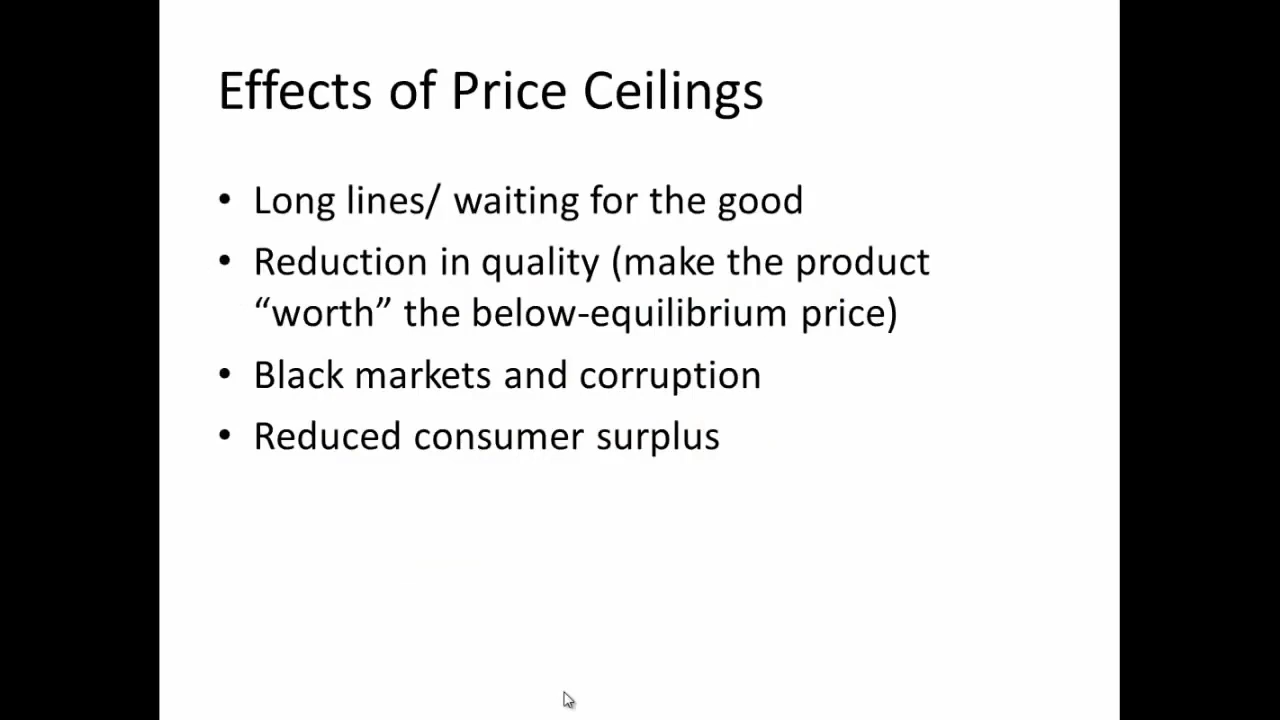 Effects of Price Ceilings
• Long lines/ waiting for the good
• Reduction in quality (make the product
“worth” the below-equilibrium price)
• Black markets and corruption
• Reduced consumer surplus